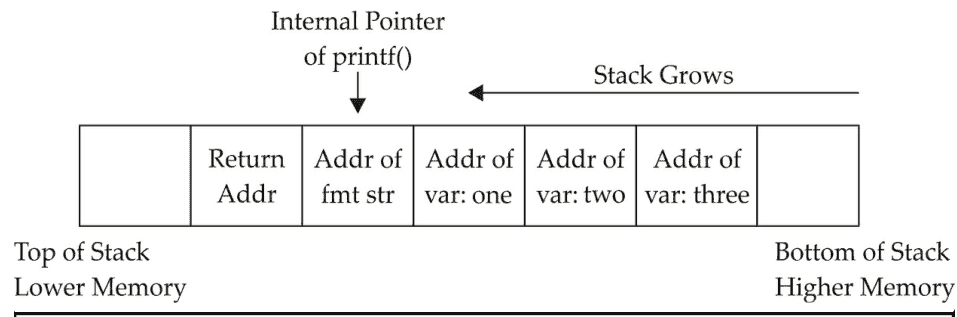 Internal Pointer
of printf()
Stack Grows
Return
Addr
Addr of
fmt str
Addr of
var: one
Addr of
var: two
Addr of
var: three
Top of Stack
Lower Memory
Bottom of Stack
Higher Memory